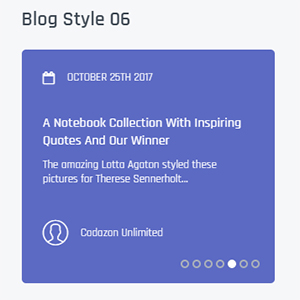 Blog Style 06
OCTOBER 25TH 2017
A Notebook Collection With Inspiring
Quotes And Our Winner
The amazing Lotta Agaton styled these
pictures for Therese Sennerholt...
Codazon Unlimited